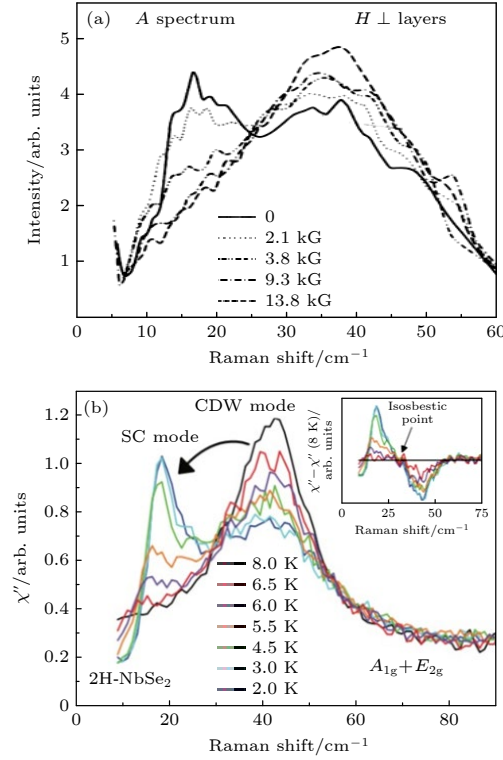 (a)
A spectrum
H ⊥ layers
Intensity/arb. units
5
4
3
2
1
0
2.1 kG
3.8 kG
9.3 kG
13.8 kG
0 10 20 30 40 50 60
Raman shift/cm⁻¹
(b)
CDW mode
SC mode
χ′′/arb. units
1.2
1.0
0.8
0.6
0.4
0.2
0
χ′′−χ′′ (8 K)/
arb. units
Isosbestic
point
0 25 50 75
Raman shift/cm⁻¹
8.0 K
6.5 K
6.0 K
5.5 K
4.5 K
3.0 K
2.0 K
2H-NbSe₂
A₁g+E₂g
0 20 40 60 80
Raman shift/cm⁻¹